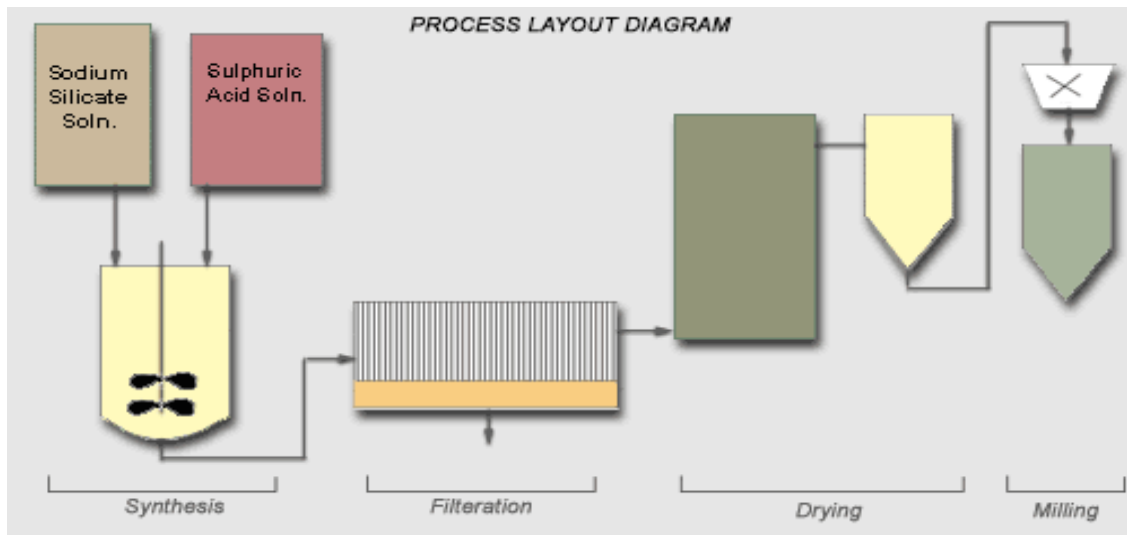 PROCESS LAYOUT DIAGRAM
Sodium
Silicate
Soln.
Sulphuric
Acid Soln.
Synthesis
Filteration
Drying
Milling